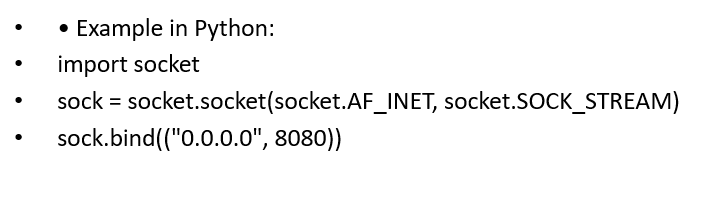 • • Example in Python:
• import socket
• sock = socket.socket(socket.AF_INET, socket.SOCK_STREAM)
• sock.bind(("0.0.0.0", 8080))